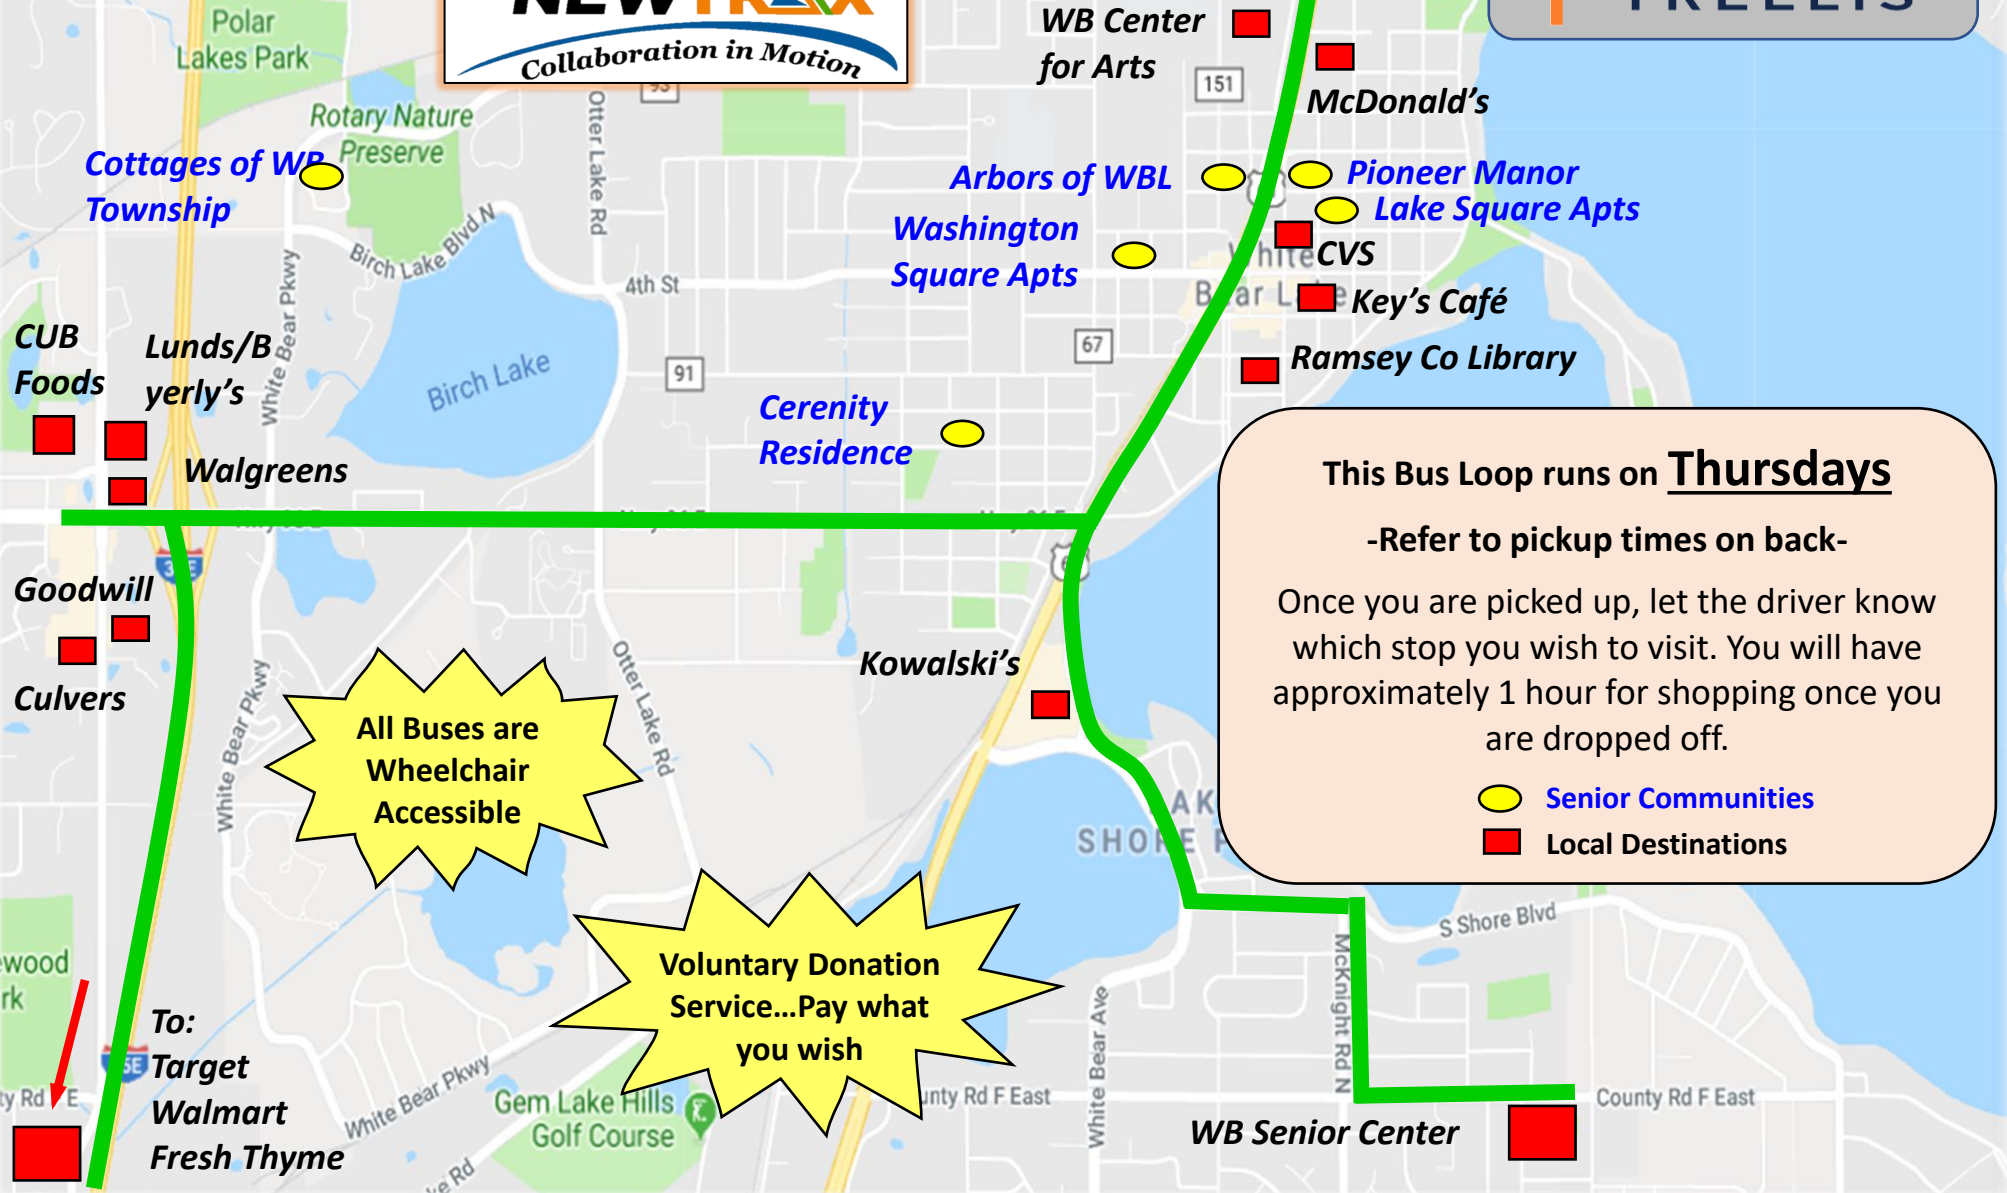 Polar
Lakes Park
NEWTRAX
Collaboration in Motion
WB Center
for Arts
TRELLIS
151
McDonald's
Rotary Nature
Preserve
Otter Lake Rd
Cottages of WB
Township
Arbors of WBL
Pioneer Manor
Lake Square Apts
Washington
Square Apts
White
Bear Lake
CVS
Key's Café
Birch Lake Blvd N
4th St
White Bear Pkwy
CUB
Foods
Lunds/B
yerly's
Birch Lake
91
67
Ramsey Co Library
Cerenity
Residence
Walgreens
This Bus Loop runs on Thursdays
-Refer to pickup times on back-
Once you are picked up, let the driver know
which stop you wish to visit. You will have
approximately 1 hour for shopping once you
are dropped off.
Senior Communities
Local Destinations
Goodwill
Culvers
Otter Lake Rd
White Bear Pkwy
Kowalski's
All Buses are
Wheelchair
Accessible
SHORE
S Shore Blvd
Voluntary Donation
Service...Pay what
you wish
McKnight Rd N
White Bear Ave
To:
Target
Walmart
Fresh Thyme
White Bear Pkwy
Gem Lake Hills
Golf Course
County Rd F East
WB Senior Center